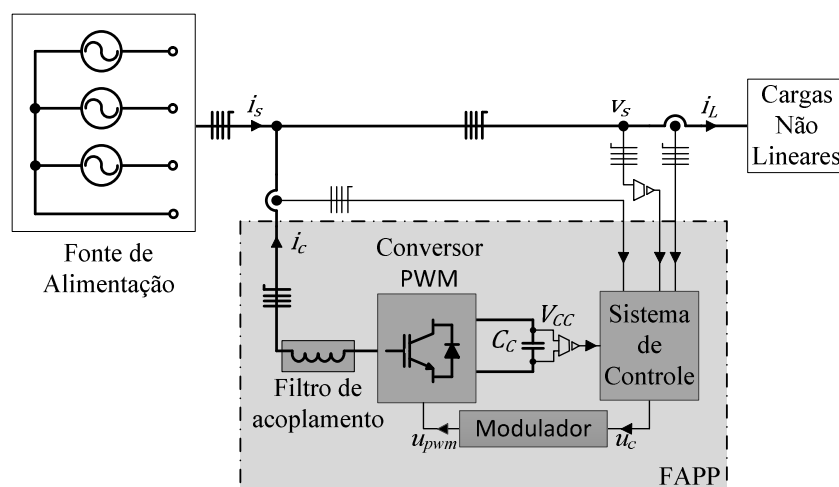 i_s
v_s
i_L
Cargas
Não
Lineares
Fonte de
Alimentação
i_c
Conversor
PWM
V_CC
C_C
Sistema
de
Controle
Filtro de
acoplamento
u_pwm
Modulador
u_c
FAPP